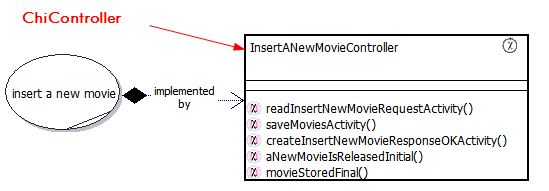 ChiController
InsertANewMovieController
insert a new movie
implemented
by
readInsertNewMovieRequestActivity()
saveMoviesActivity()
createInsertNewMovieResponseOKActivity()
aNewMovieIsReleasedInitial()
movieStoredFinal()